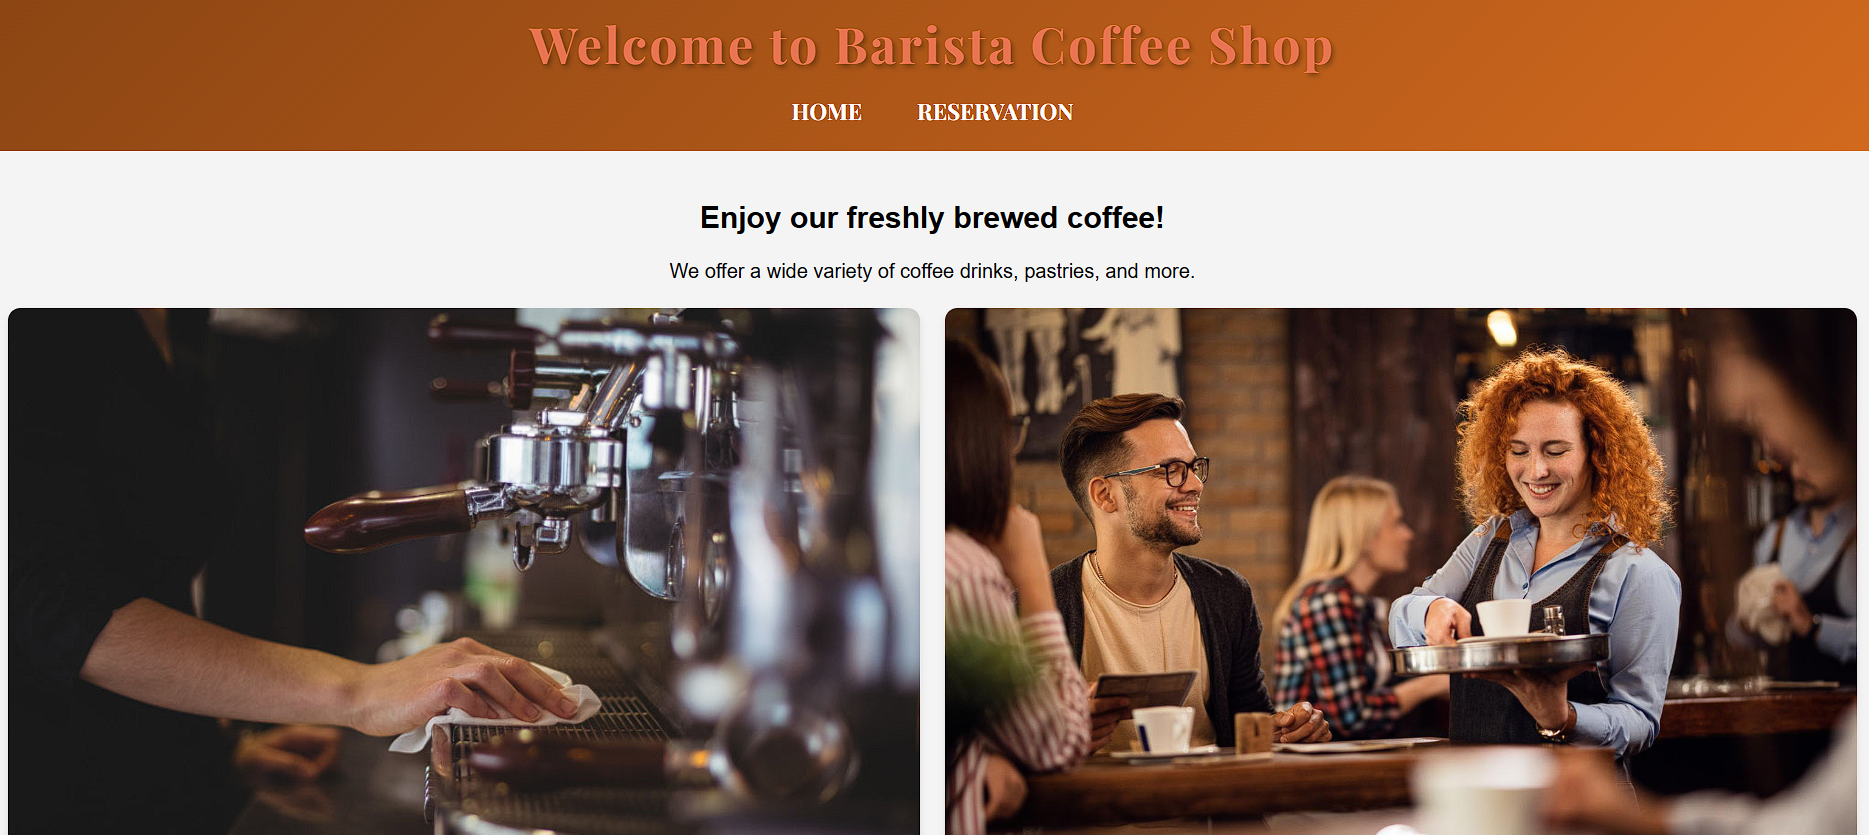 Welcome to Barista Coffee Shop
HOME RESERVATION
Enjoy our freshly brewed coffee!
We offer a wide variety of coffee drinks, pastries, and more.